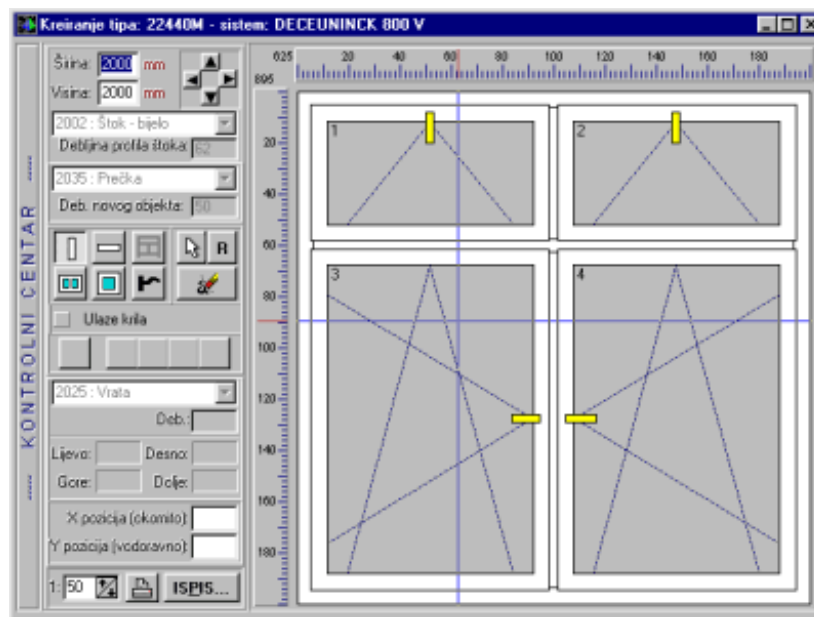 Kreiranje tipa: 22440M - sistem: DECEUNINCK 800 V
---- KONTROLNI CENTAR ----
Širina: 2000 mm
Visina: 2000 mm
2002 : Štok - bijelo
Debljina profila štoka: 62
2035 : Prečka
Deb. novog objekta: 50
R
Ulaze krila
2025 : Vrata
Deb.:
Lijevo: Desno:
Gore: Dolje:
X pozicija (okomito):
Y pozicija (vodoravno):
1: 50 ISPIS...
625 20 40 60 80 100 120 140 160 180
895
20
40
60
80
100
120
140
160
180
1 2
3 4